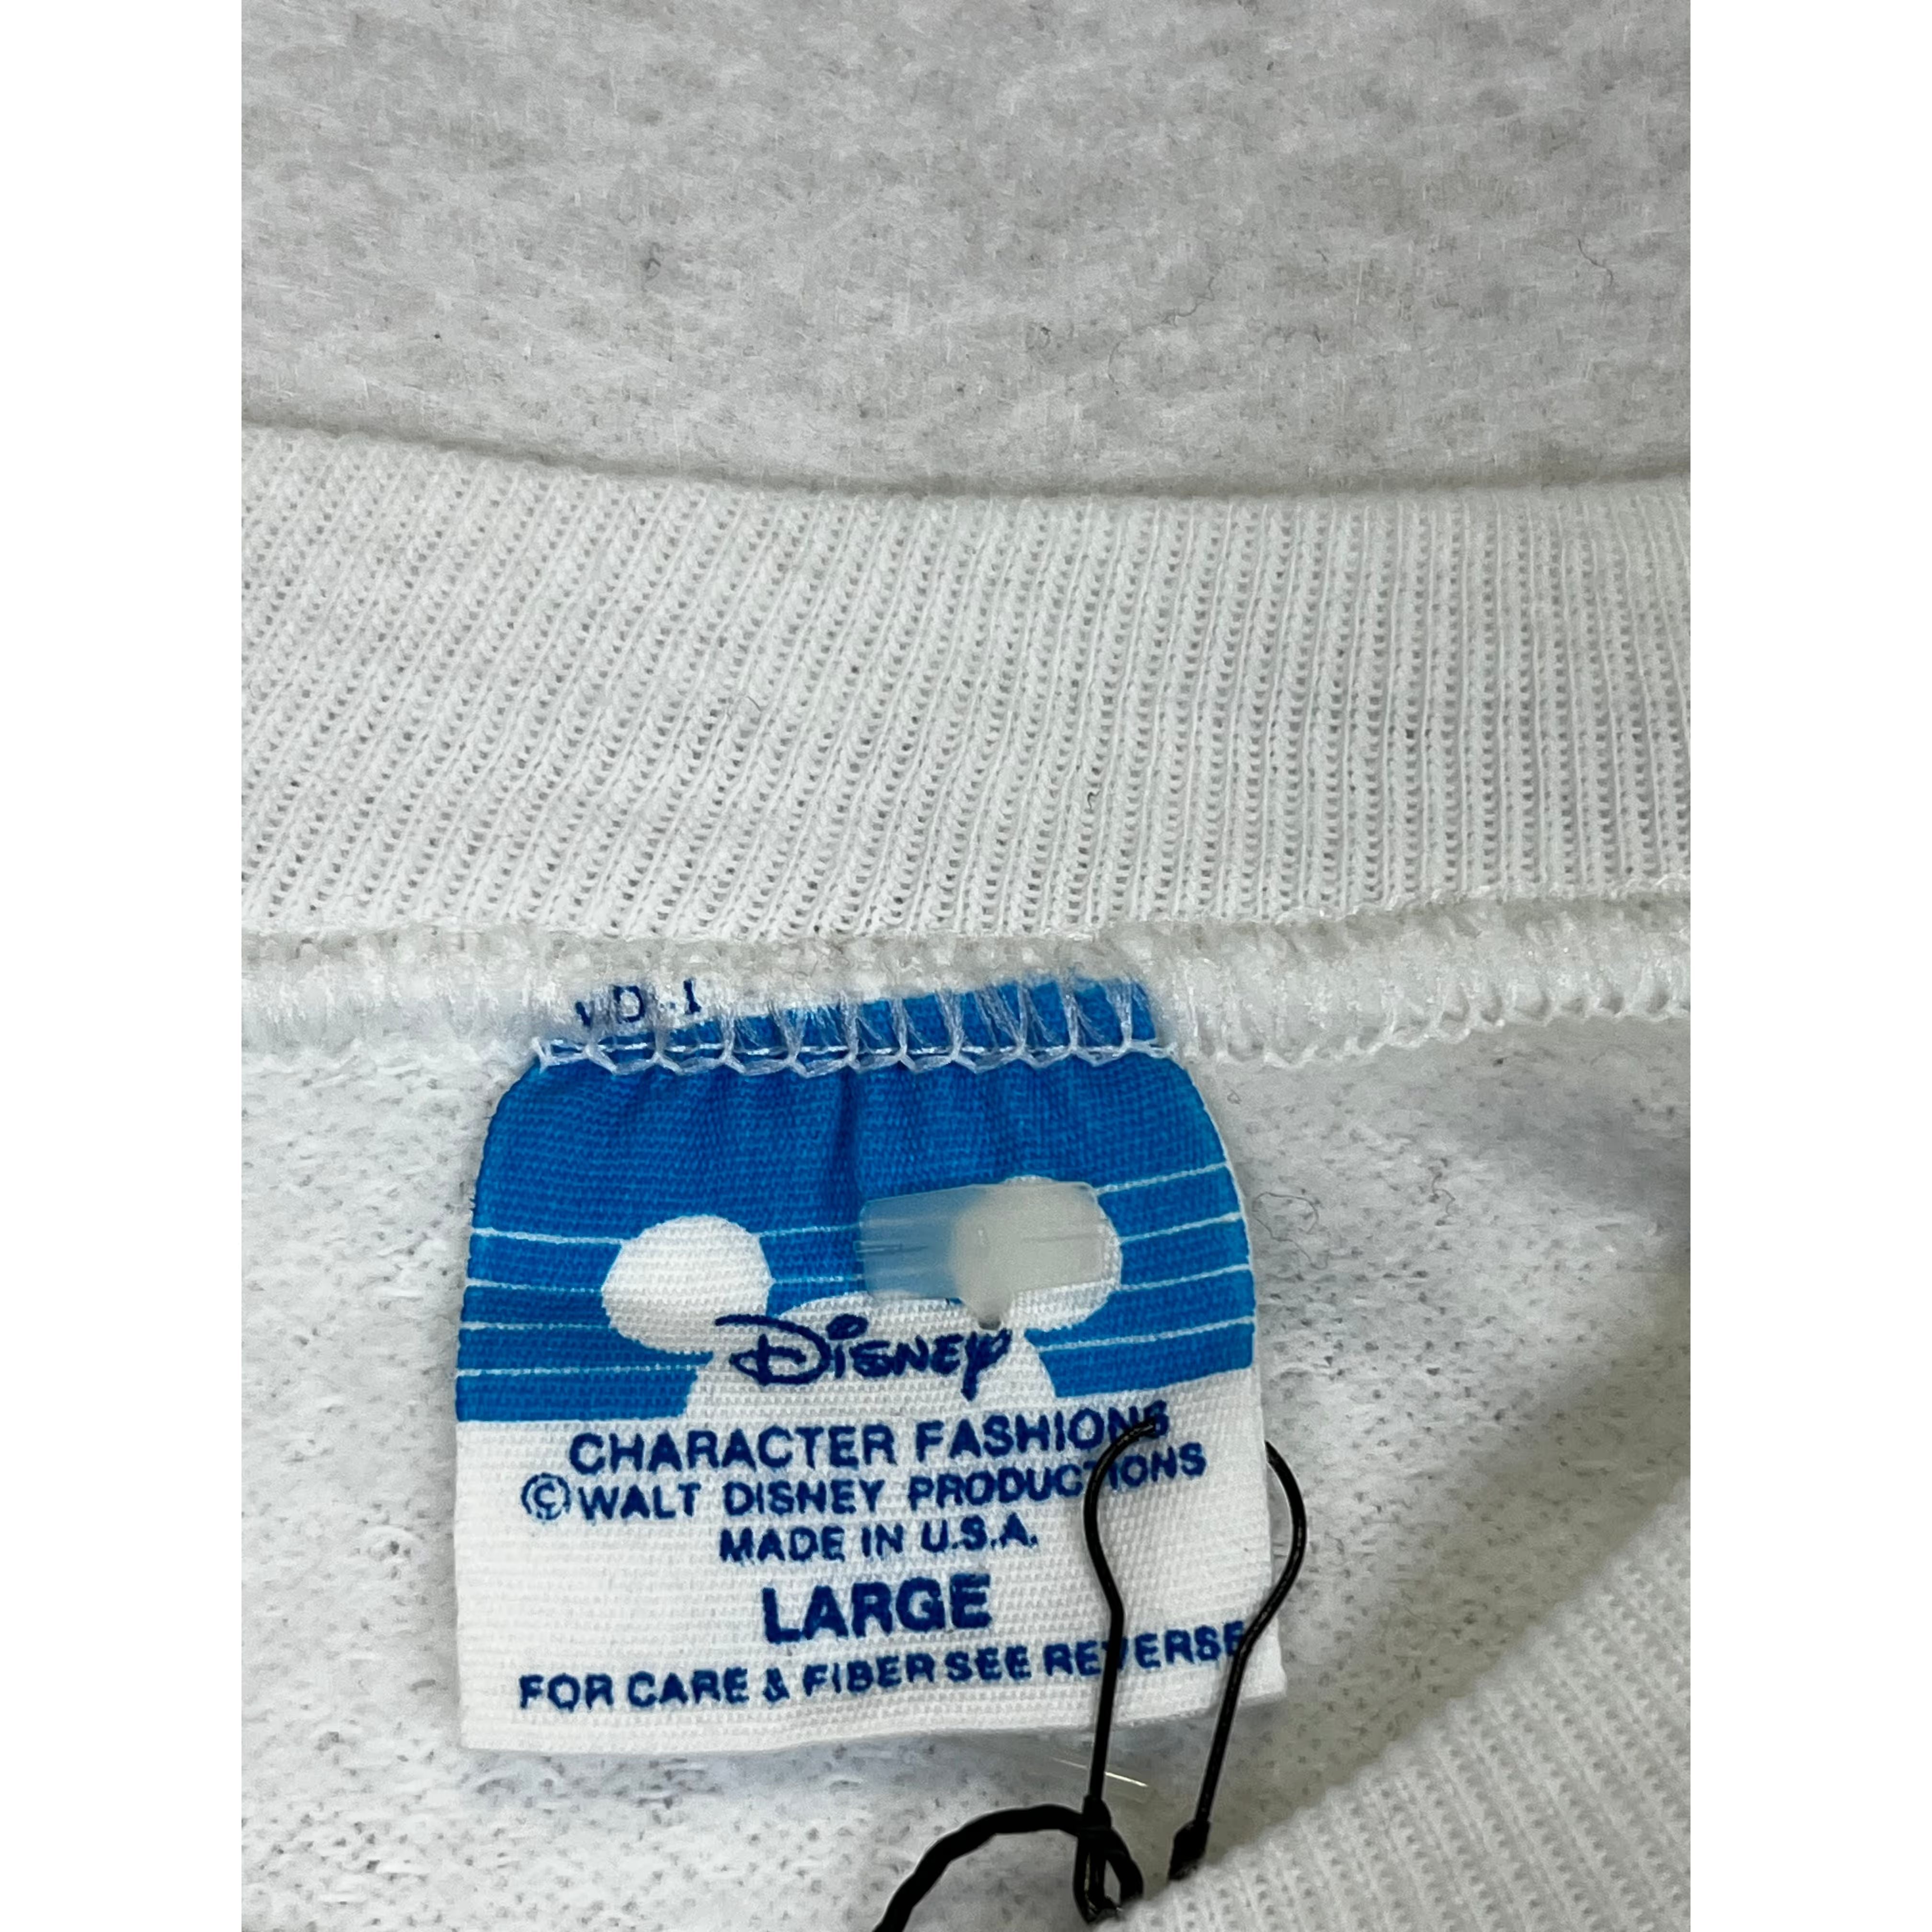 Disney
CHARACTER FASHIONS
©WALT DISNEY PRODUCTIONS
MADE IN U.S.A.
LARGE
FOR CARE & FIBER SEE REVERSE